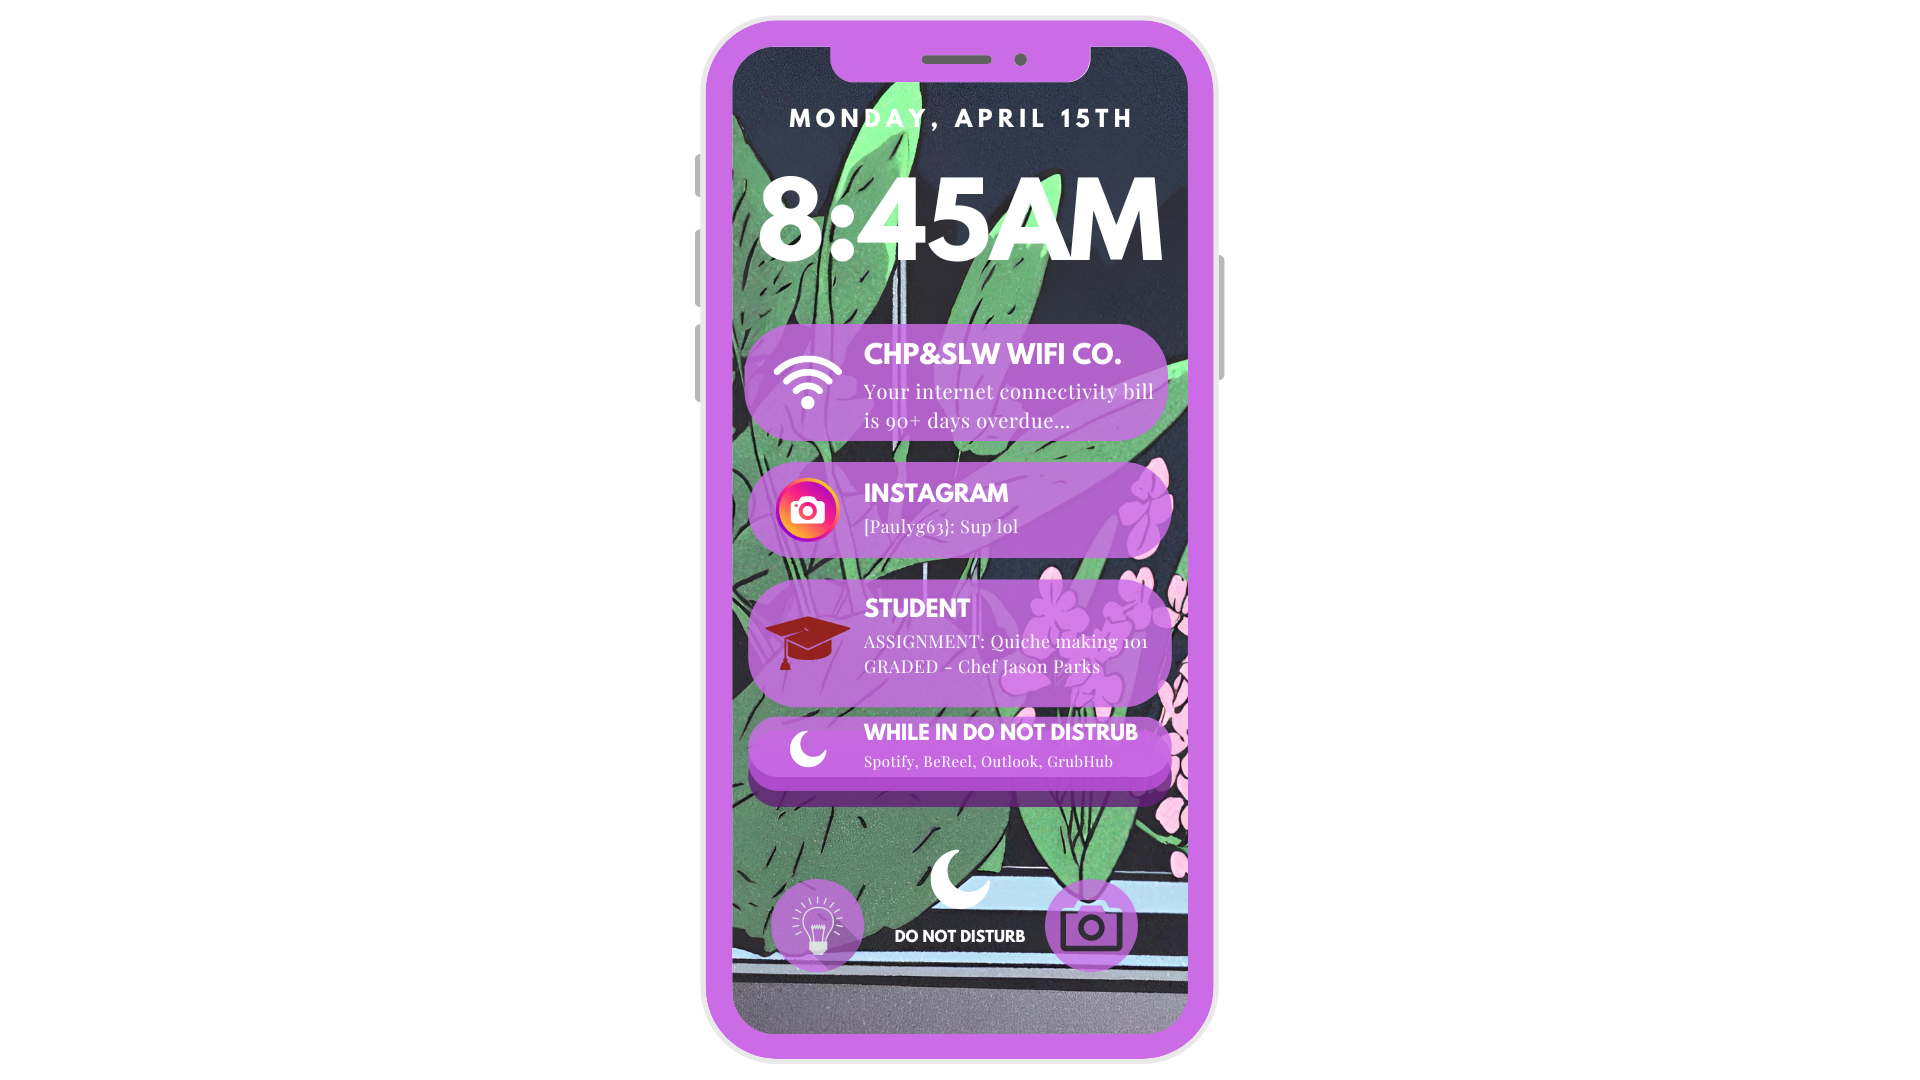 MONDAY, APRIL 15TH
8:45AM
CHP&SLW WIFI CO.
Your internet connectivity bill
is 90+ days overdue...
INSTAGRAM
[Paulyg63}: Sup lol
STUDENT
ASSIGNMENT: Quiche making 101
GRADED - Chef Jason Parks
WHILE IN DO NOT DISTRUB
Spotify, BeReel, Outlook, GrubHub
DO NOT DISTURB